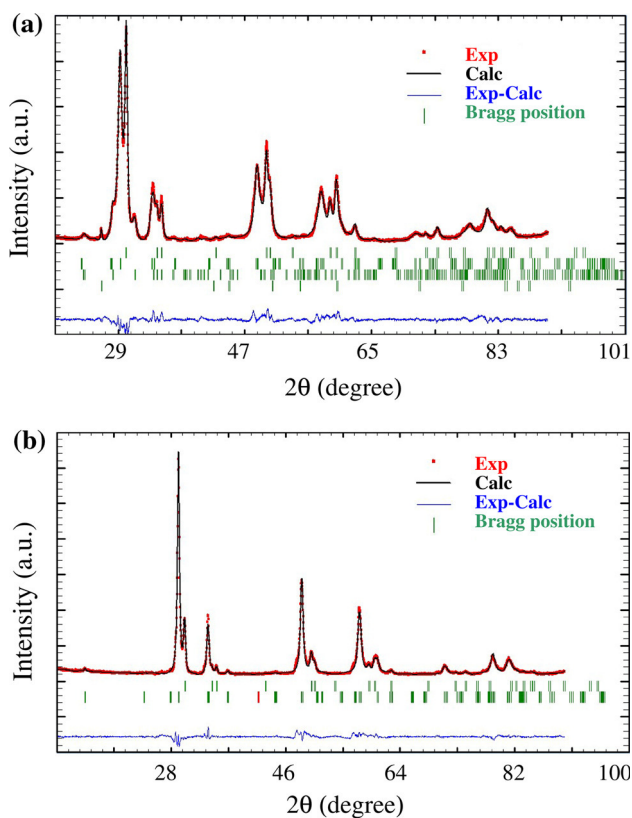 (a)
Intensity (a.u.)
Exp
Calc
Exp-Calc
Bragg position
29 47 65 83 101
2θ (degree)
(b)
Intensity (a.u.)
Exp
Calc
Exp-Calc
Bragg position
28 46 64 82 100
2θ (degree)